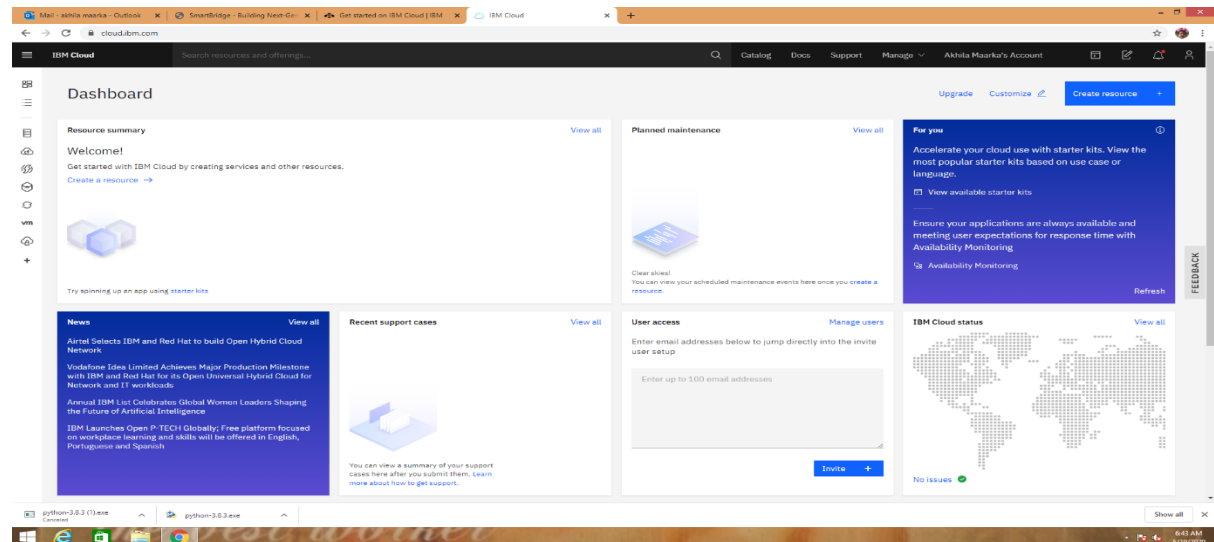 Mail - akhila maarka - Outlook
SmartBridge - Building Next-Gen
Get started on IBM Cloud | IBM
IBM Cloud
cloud.ibm.com
IBM Cloud
Search resources and offerings...
Catalog
Docs
Support
Manage
Akhila Maarka's Account
Dashboard
Upgrade
Customize
Create resource +
Resource summary
View all
Welcome!
Get started with IBM Cloud by creating services and other resources.
Create a resource →
Try spinning up an app using starter kits
Planned maintenance
View all
Clear skies!
You can view your scheduled maintenance events here once you create a
resource.
For you
Accelerate your cloud use with starter kits. View the
most popular starter kits based on use case or
language.
View available starter kits
Ensure your applications are always available and
meeting user expectations for response time with
Availability Monitoring
Availability Monitoring
Refresh
FEEDBACK
vm
News
View all
Airtel Selects IBM and Red Hat to build Open Hybrid Cloud
Network
Vodafone Idea Limited Achieves Major Production Milestone
with IBM and Red Hat for its Open Universal Hybrid Cloud for
Network and IT workloads
Annual IBM List Celebrates Global Women Leaders Shaping
the Future of Artificial Intelligence
IBM Launches Open P-TECH Globally; Free platform focused
on workplace learning and skills will be offered in English,
Portuguese and Spanish
Recent support cases
View all
You can view a summary of your support
cases here after you submit them. Learn
more about how to get support.
User access
Manage users
Enter email addresses below to jump directly into the invite
user setup
Enter up to 100 email addresses
Invite +
IBM Cloud status
View all
No issues
python-3.8.3 (1).exe
Canceled
python-3.8.3.exe
Show all
6:43 AM